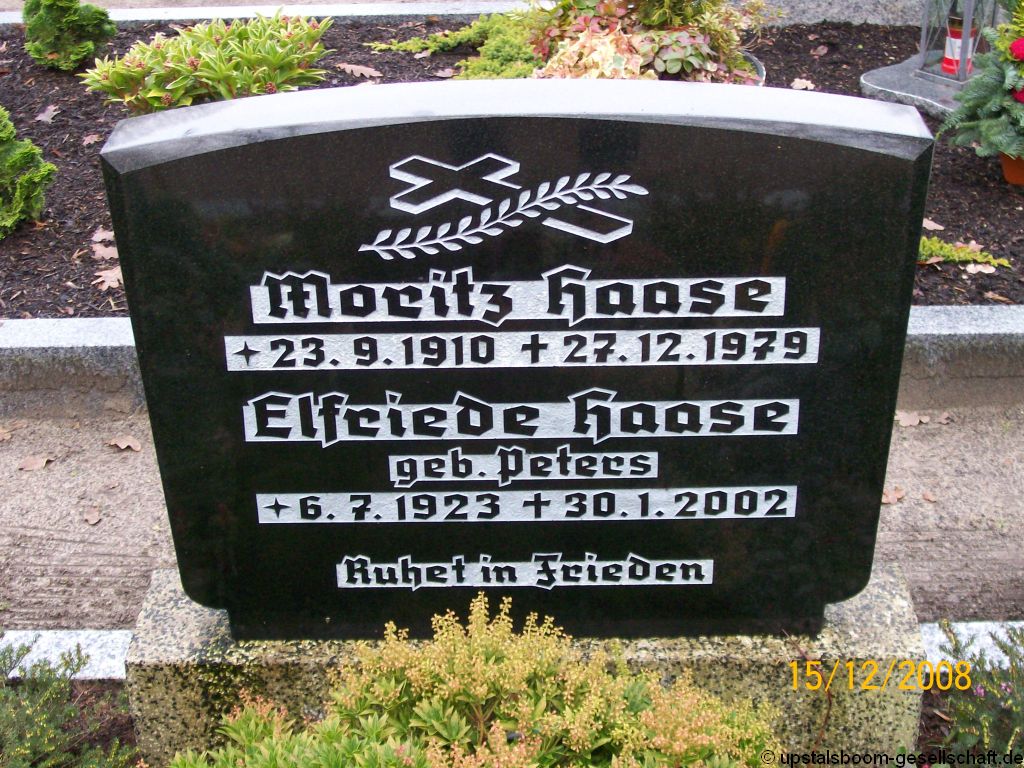 Moritz Haase
✦ 23. 9. 1910 ✝ 27. 12. 1979
Elfriede Haase
geb. Peters
✦ 6. 7. 1923 ✝ 30. 1. 2002
Ruhet in Frieden
15/12/2008
© upstalsboom-gesellschaft.de